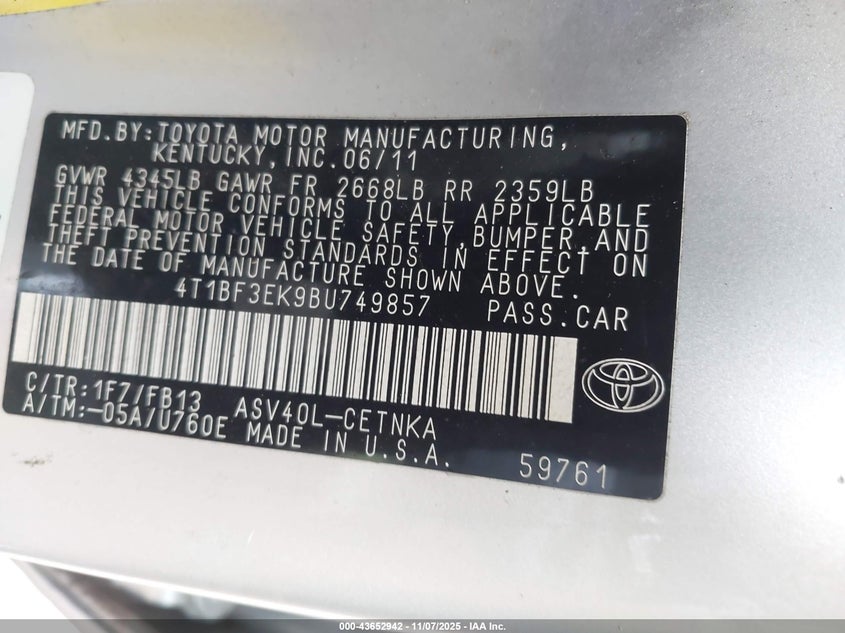 MFD.BY:TOYOTA MOTOR MANUFACTURING,
KENTUCKY,INC.06/11
GVWR 4345LB GAWR FR 2668LB RR 2359LB
THIS VEHICLE CONFORMS TO ALL APPLICABLE
FEDERAL MOTOR VEHICLE SAFETY,BUMPER,AND
THEFT PREVENTION STANDARDS IN EFFECT ON
THE DATE OF MANUFACTURE SHOWN ABOVE.
4T1BF3EK9BU749857 PASS.CAR
C/TR:1F7/FB13 ASV40L-CETNKA
A/TM:-05A/U760E MADE IN U.S.A.
59761
000-43652942 - 11/07/2025 - IAA Inc.